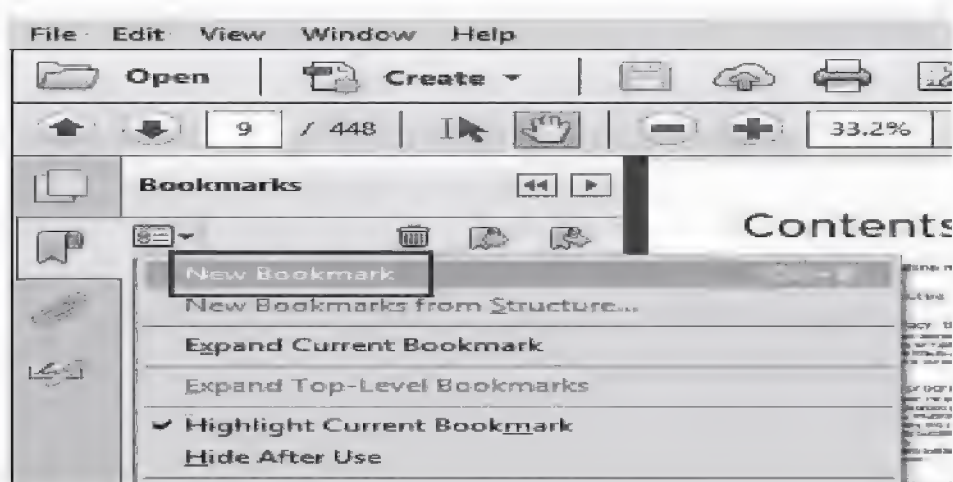 File Edit View Window Help
Open Create
9 / 448 33.2%
Bookmarks
Contents
New Bookmark
New Bookmarks from Structure...
Expand Current Bookmark
Expand Top-Level Bookmarks
Highlight Current Bookmark
Hide After Use